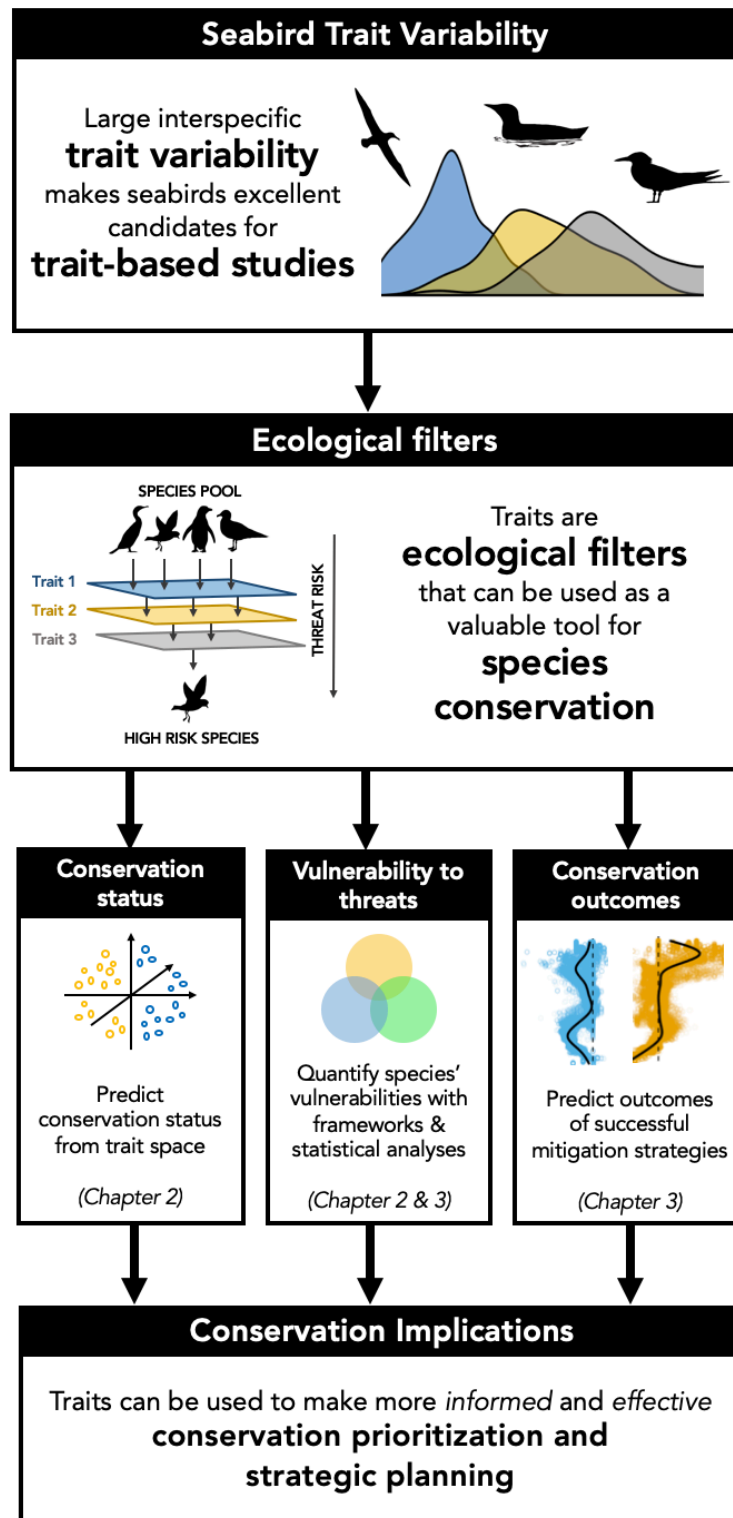 Seabird Trait Variability
Large interspecific
trait variability
makes seabirds excellent
candidates for
trait-based studies
Ecological filters
SPECIES POOL
Trait 1
Trait 2
Trait 3
THREAT RISK
HIGH RISK SPECIES
Traits are
ecological filters
that can be used as a
valuable tool for
species
conservation
Conservation
status
Predict
conservation status
from trait space
(Chapter 2)
Vulnerability to
threats
Quantify species’
vulnerabilities with
frameworks &
statistical analyses
(Chapter 2 & 3)
Conservation
outcomes
Predict outcomes
of successful
mitigation strategies
(Chapter 3)
Conservation Implications
Traits can be used to make more informed and effective
conservation prioritization and
strategic planning